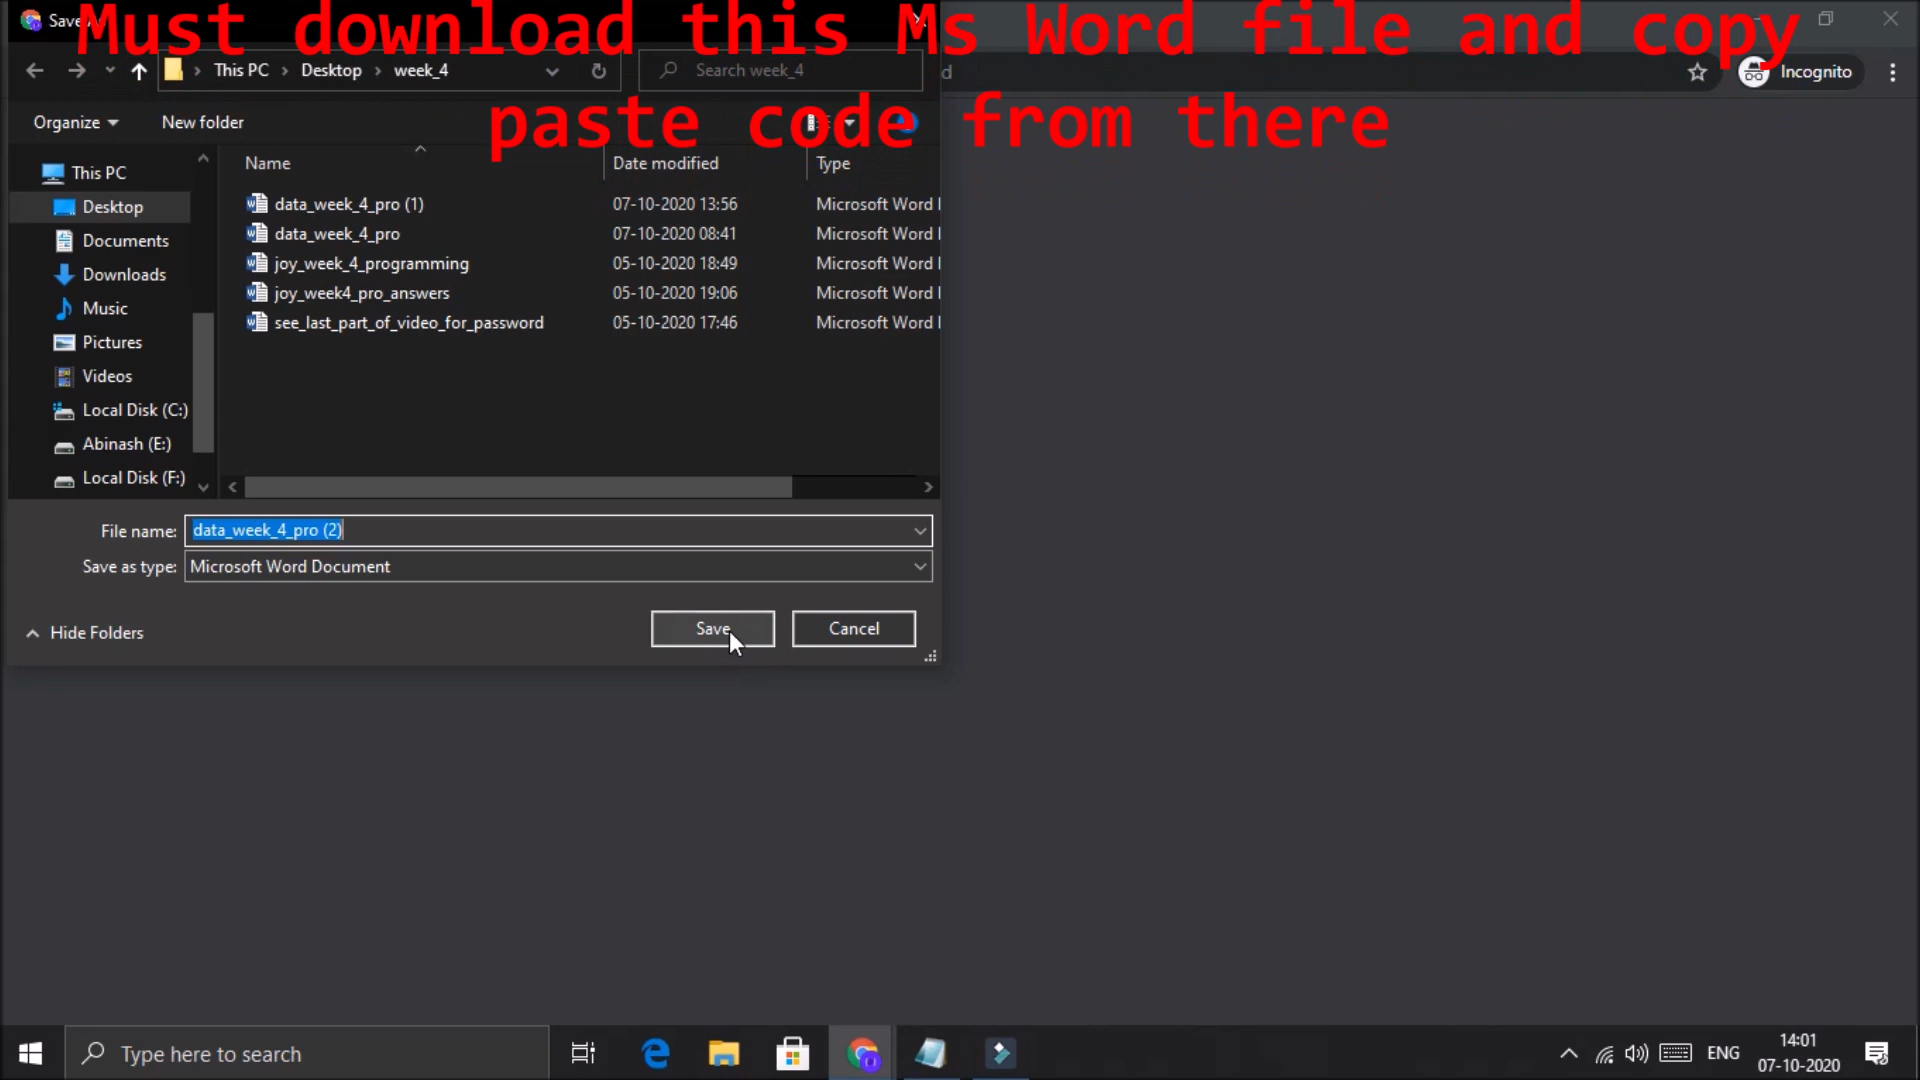 Save As
Must download this Ms Word file and copy
paste code from there
This PC > Desktop > week_4
Search week_4
d
Incognito
Organize
New folder
Name
Date modified
Type
This PC
Desktop
Documents
Downloads
Music
Pictures
Videos
Local Disk (C:)
Abinash (E:)
Local Disk (F:)
data_week_4_pro (1) 07-10-2020 13:56 Microsoft Word
data_week_4_pro 07-10-2020 08:41 Microsoft Word
joy_week_4_programming 05-10-2020 18:49 Microsoft Word
joy_week4_pro_answers 05-10-2020 19:06 Microsoft Word
see_last_part_of_video_for_password 05-10-2020 17:46 Microsoft Word
File name: data_week_4_pro (2)
Save as type: Microsoft Word Document
Hide Folders
Save
Cancel
Type here to search
ENG
14:01
07-10-2020